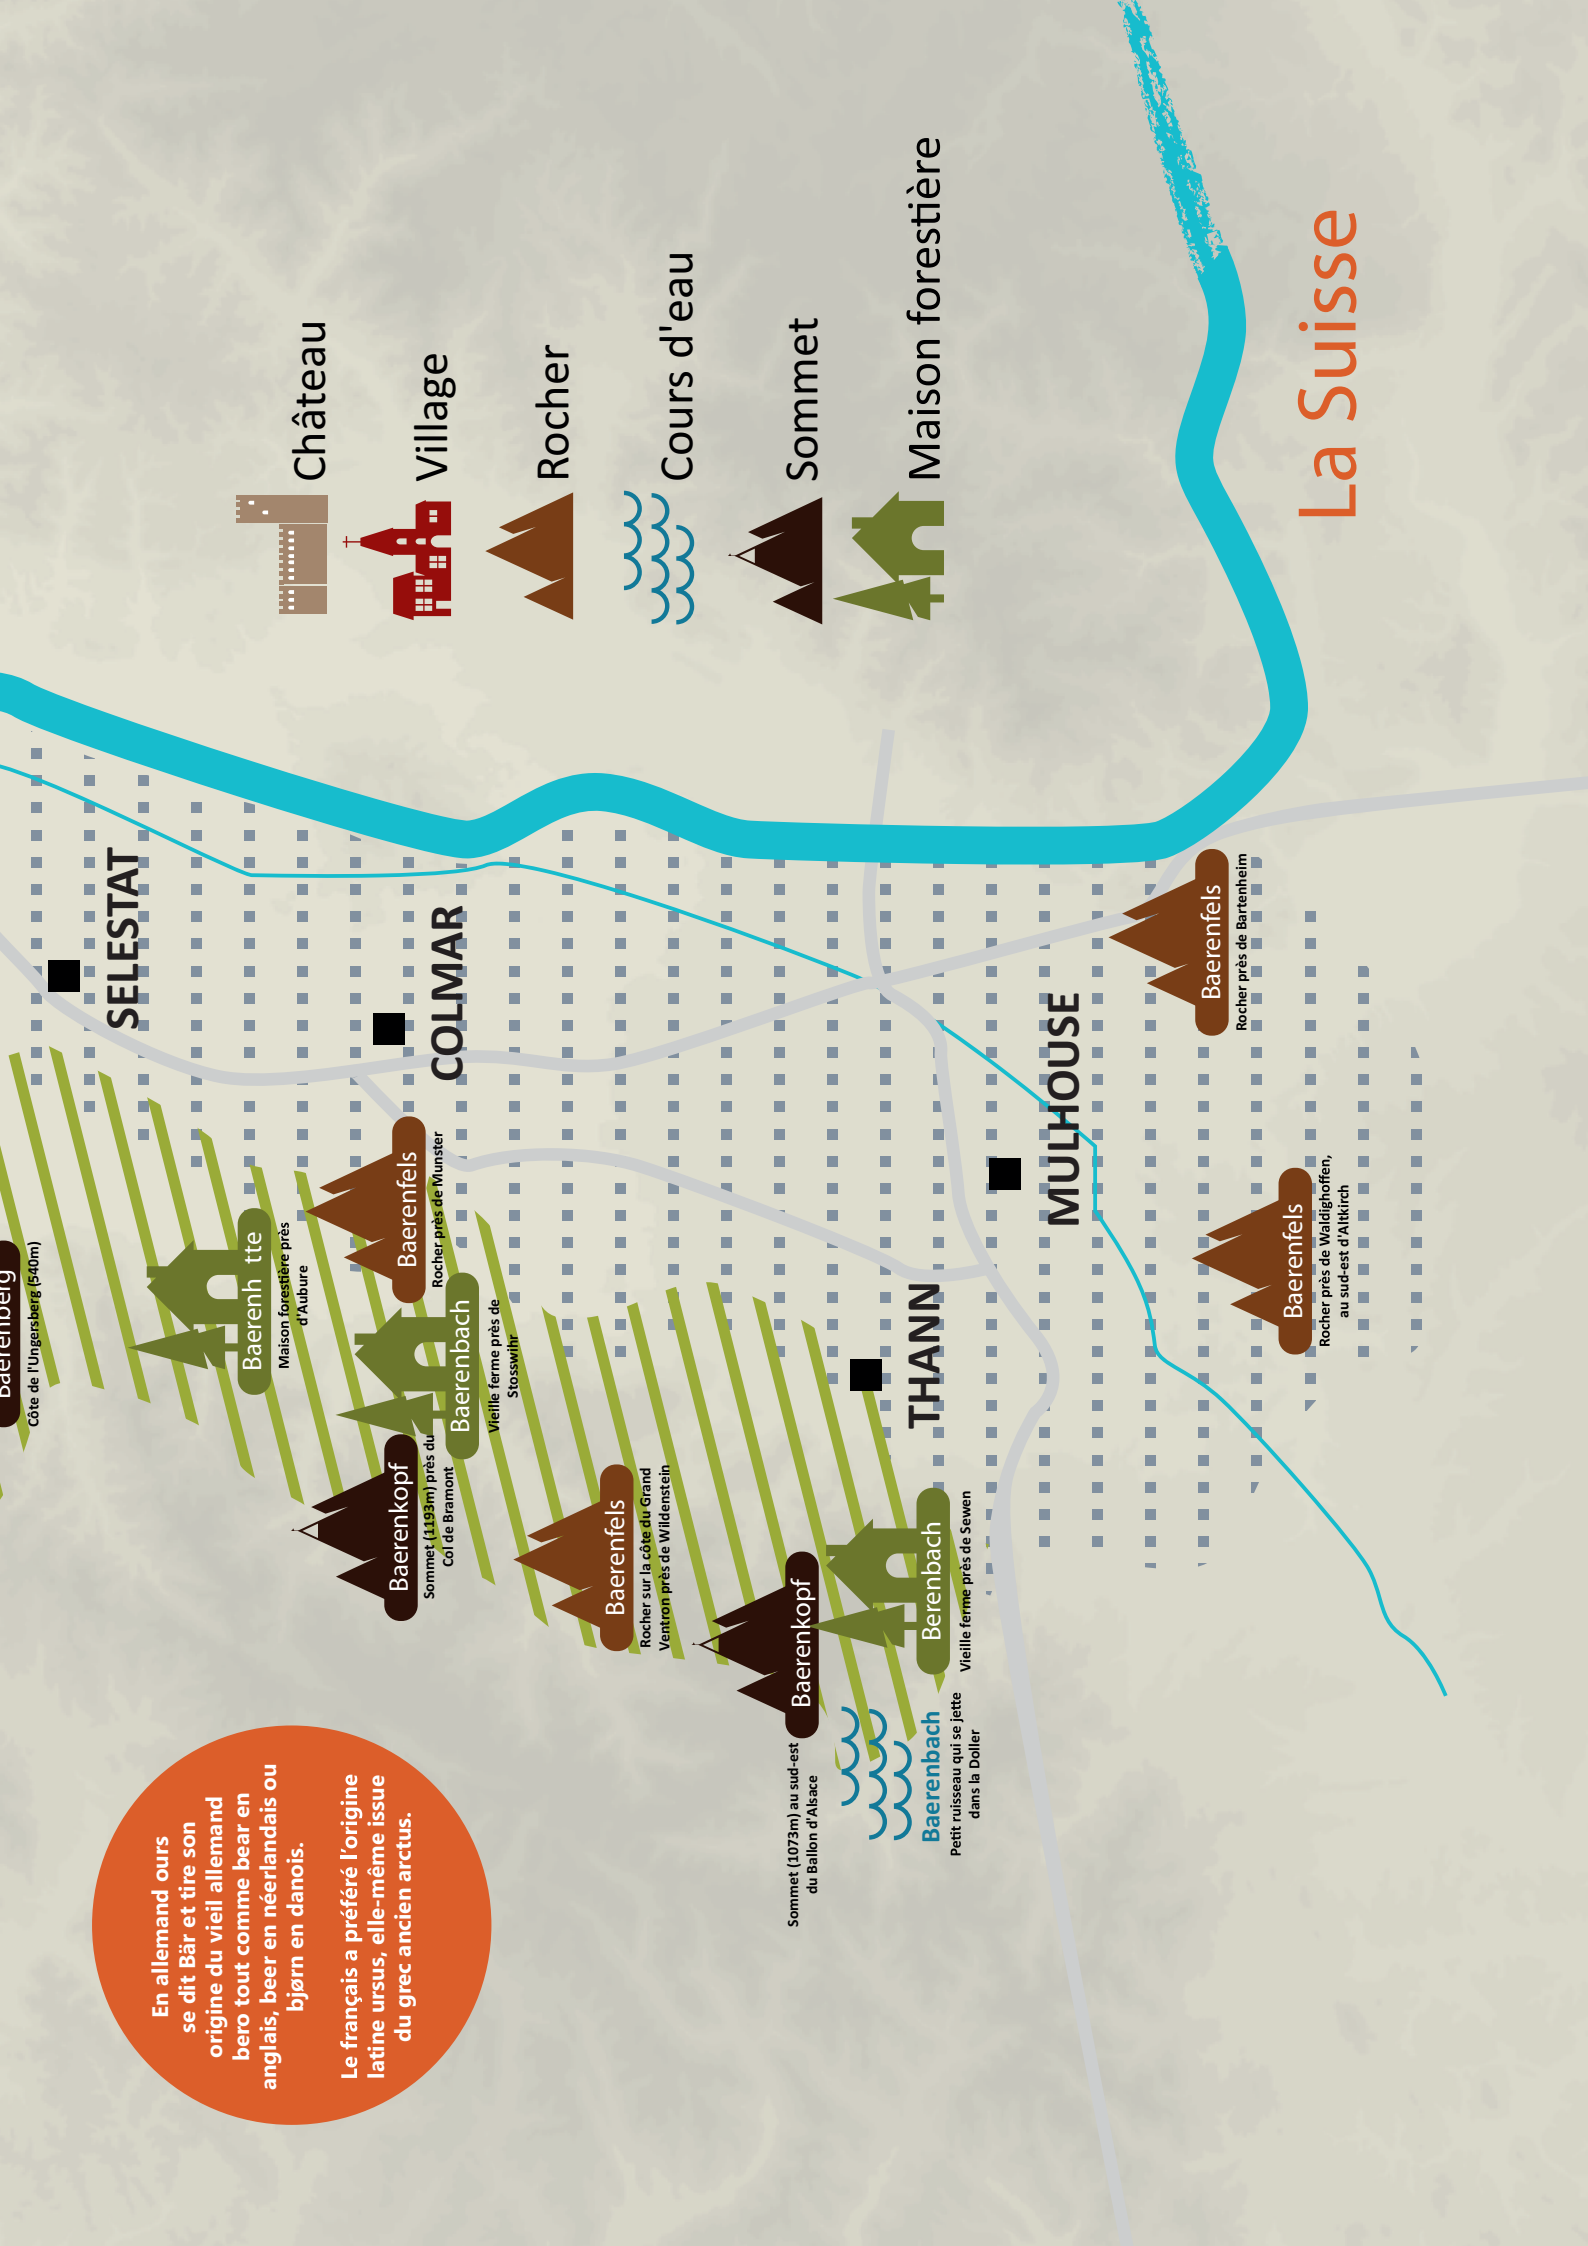 Château
Village
Rocher
Cours d'eau
Sommet
Maison forestière
La Suisse
SELESTAT
COLMAR
MULHOUSE
THANN
Baerenberg
Côte de l'Ungersberg (540m)
Baerenh tte
Maison forestière près
d'Aubure
Baerenfels
Rocher près de Munster
Baerenbach
Vieille ferme près de
Stosswihr
Baerenkopf
Sommet (1193m) près du
Col de Bramont
Baerenfels
Rocher sur la côte du Grand
Ventron près de Wildenstein
Baerenkopf
Sommet (1073m) au sud-est
du Ballon d'Alsace
Berenbach
Vieille ferme près de Sewen
Baerenbach
Petit ruisseau qui se jette
dans la Doller
Baerenfels
Rocher près de Bartenheim
Baerenfels
Rocher près de Waldighoffen,
au sud-est d'Altkirch
En allemand ours
se dit Bär et tire son
origine du vieil allemand
bero tout comme bear en
anglais, beer en néerlandais ou
bjørn en danois.
Le français a préféré l'origine
latine ursus, elle-même issue
du grec ancien arctus.